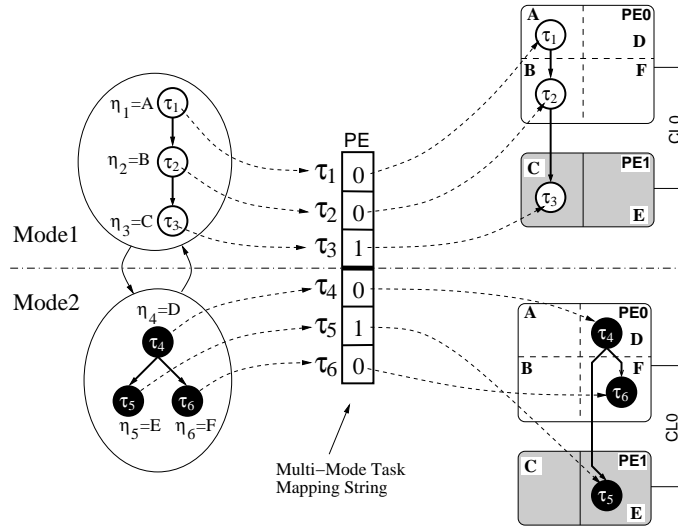 A PE0
τ1 D
B F
τ2
CL0
C PE1
τ3
E
η1=A τ1
η2=B τ2
η3=C τ3
Mode1
PE
τ1 0
τ2 0
τ3 1
τ4 0
τ5 1
τ6 0
Mode2
η4=D
τ4
τ5 τ6
η5=E η6=F
Multi–Mode Task
Mapping String
A PE0
τ4 D
B F
τ6
CL0
C PE1
τ5 E